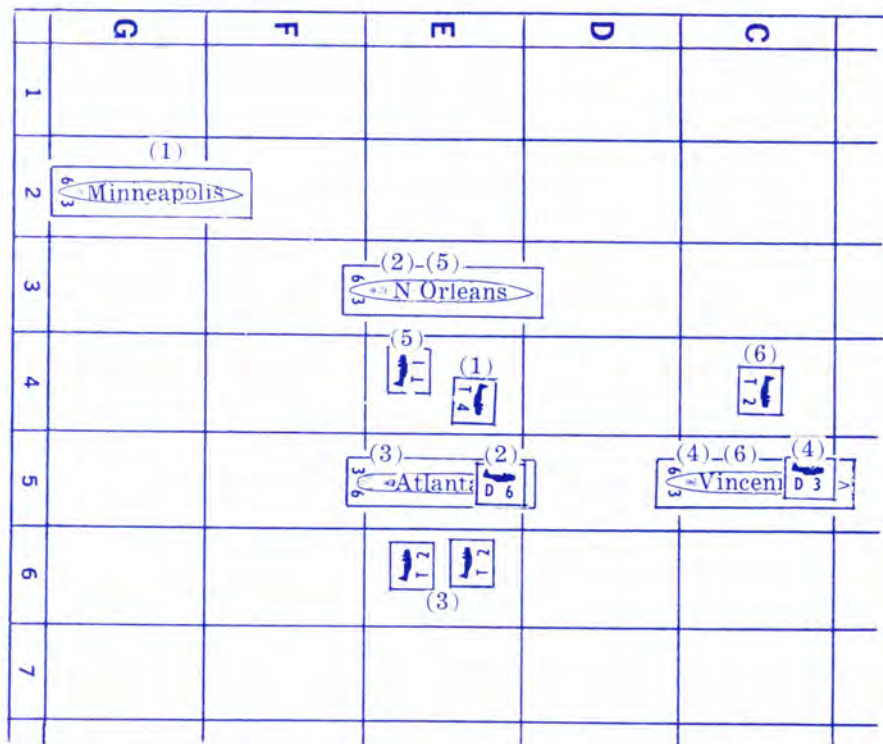 G F E D C
1
(1)
2
6 3 Minneapolis
(2) (5)
3
6 3 N Orleans
(5)
T 1
(1)
T 4
(6)
T 2
4
(3)
(2)
(4) (6)
(4)
5
3 6 Atlanta
D 6
6 3 Vincenn
D 3
V
6
T 2
T 2
(3)
7